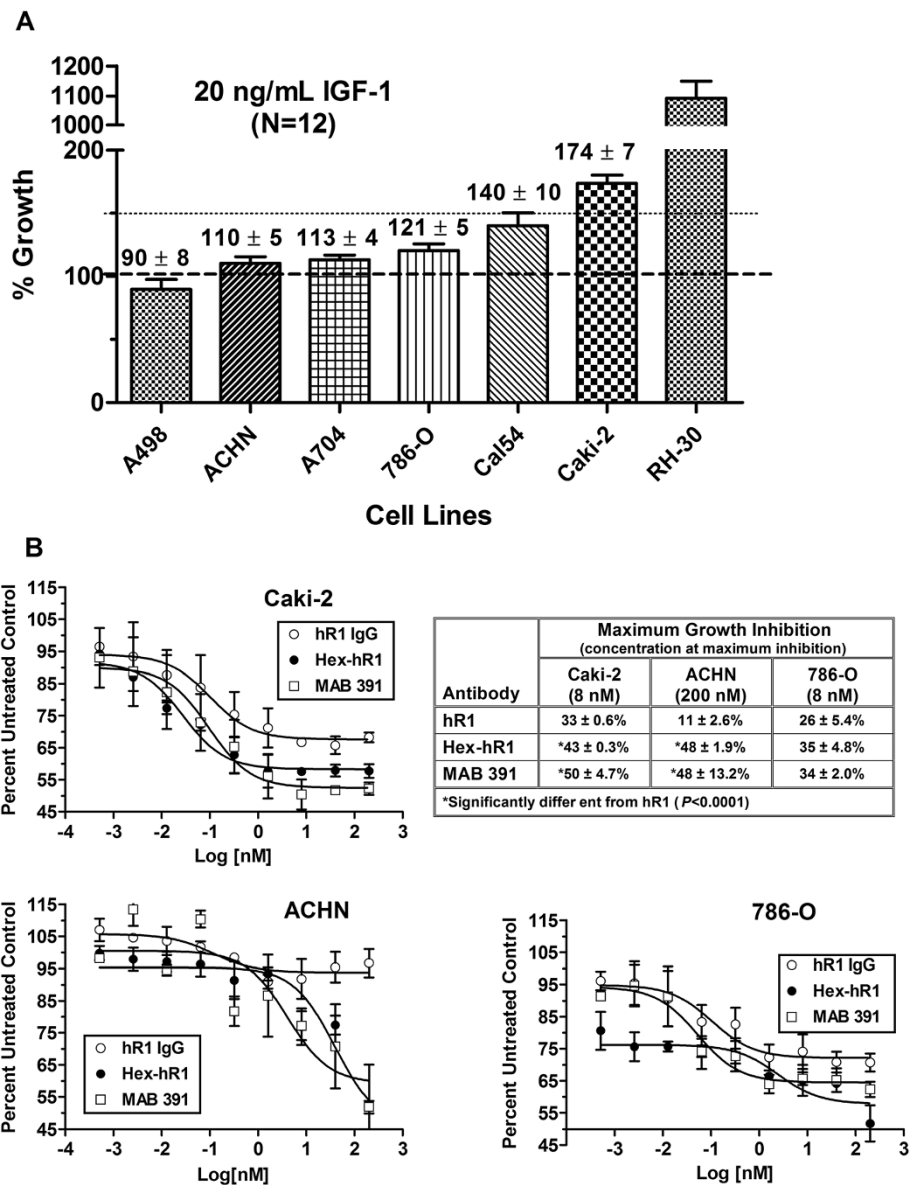 A
20 ng/mL IGF-1
(N=12)
% Growth
1200
1100
1000
200
100
0
90 ± 8
110 ± 5
113 ± 4
121 ± 5
140 ± 10
174 ± 7
A498
ACHN
A704
786-O
Cal54
Caki-2
RH-30
Cell Lines
B
Caki-2
Percent Untreated Control
115
105
95
85
75
65
55
45
hR1 IgG
Hex-hR1
MAB 391
-4 -3 -2 -1 0 1 2 3
Log [nM]
Maximum Growth Inhibition
(concentration at maximum inhibition)
Antibody Caki-2 (8 nM) ACHN (200 nM) 786-O (8 nM)
hR1 33 ± 0.6% 11 ± 2.6% 26 ± 5.4%
Hex-hR1 *43 ± 0.3% *48 ± 1.9% 35 ± 4.8%
MAB 391 *50 ± 4.7% *48 ± 13.2% 34 ± 2.0%
*Significantly differ ent from hR1 ( P<0.0001)
ACHN
Percent Untreated Control
115
105
95
85
75
65
55
45
hR1 IgG
Hex-hR1
MAB 391
-4 -3 -2 -1 0 1 2 3
Log[nM]
786-O
Percent Untreated Control
115
105
95
85
75
65
55
45
hR1 IgG
Hex-hR1
MAB 391
-3 -2 -1 0 1 2 3
Log [nM]